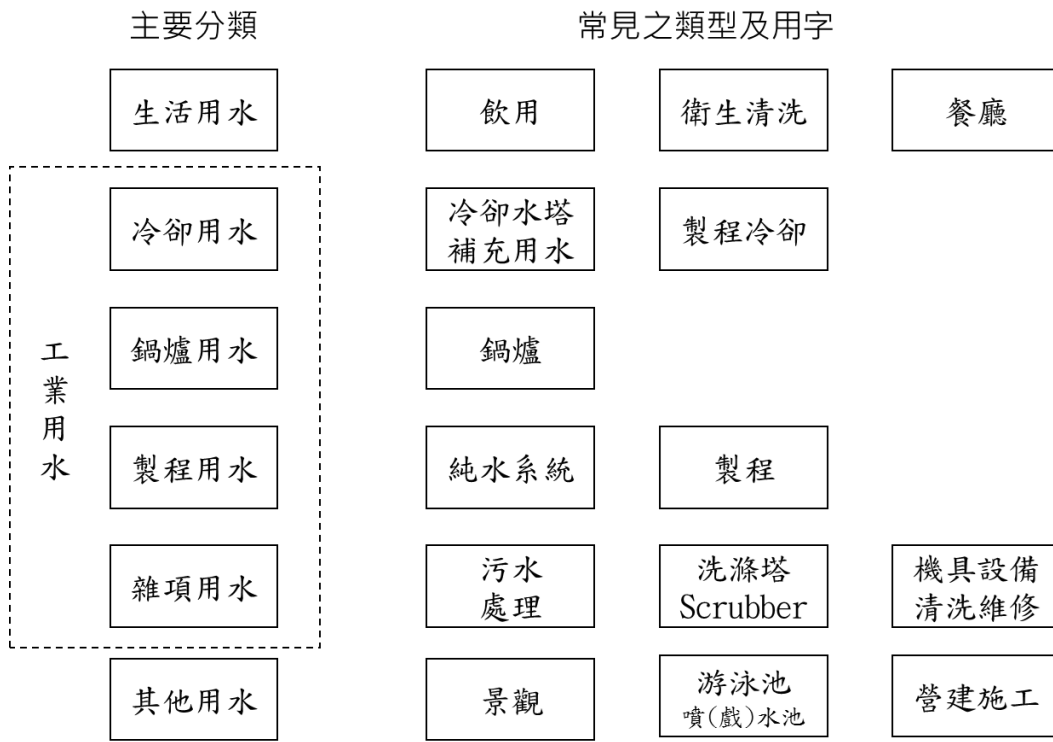 主要分類
常見之類型及用字
生活用水
飲用
衛生清洗
餐廳
冷卻用水
冷卻水塔
補充用水
製程冷卻
工業用水
鍋爐用水
鍋爐
製程用水
純水系統
製程
雜項用水
污水
處理
洗滌塔
Scrubber
機具設備
清洗維修
其他用水
景觀
游泳池
噴(戲)水池
營建施工